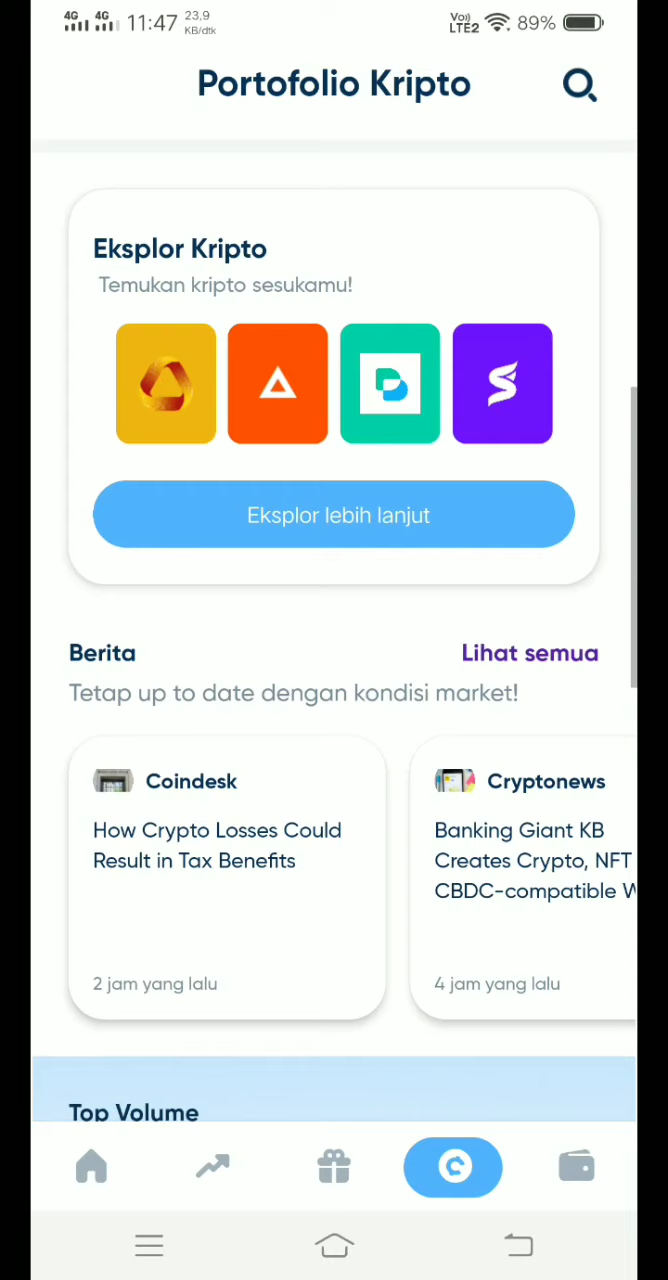 4G 4G 11:47 23,9 KB/dtk Vo)) LTE2 89%
Portofolio Kripto
Eksplor Kripto
Temukan kripto sesukamu!
Eksplor lebih lanjut
Berita Lihat semua
Tetap up to date dengan kondisi market!
Coindesk
How Crypto Losses Could
Result in Tax Benefits
2 jam yang lalu
Cryptonews
Banking Giant KB
Creates Crypto, NFT
CBDC-compatible
4 jam yang lalu
Top Volume